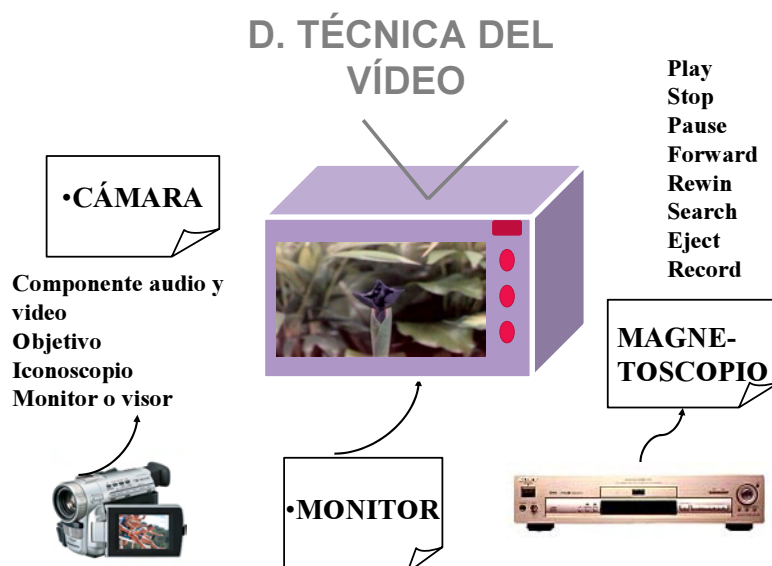 D. TÉCNICA DEL
VÍDEO
•CÁMARA
Componente audio y
video
Objetivo
Iconoscopio
Monitor o visor
•MONITOR
Play
Stop
Pause
Forward
Rewin
Search
Eject
Record
MAGNE-
TOSCOPIO